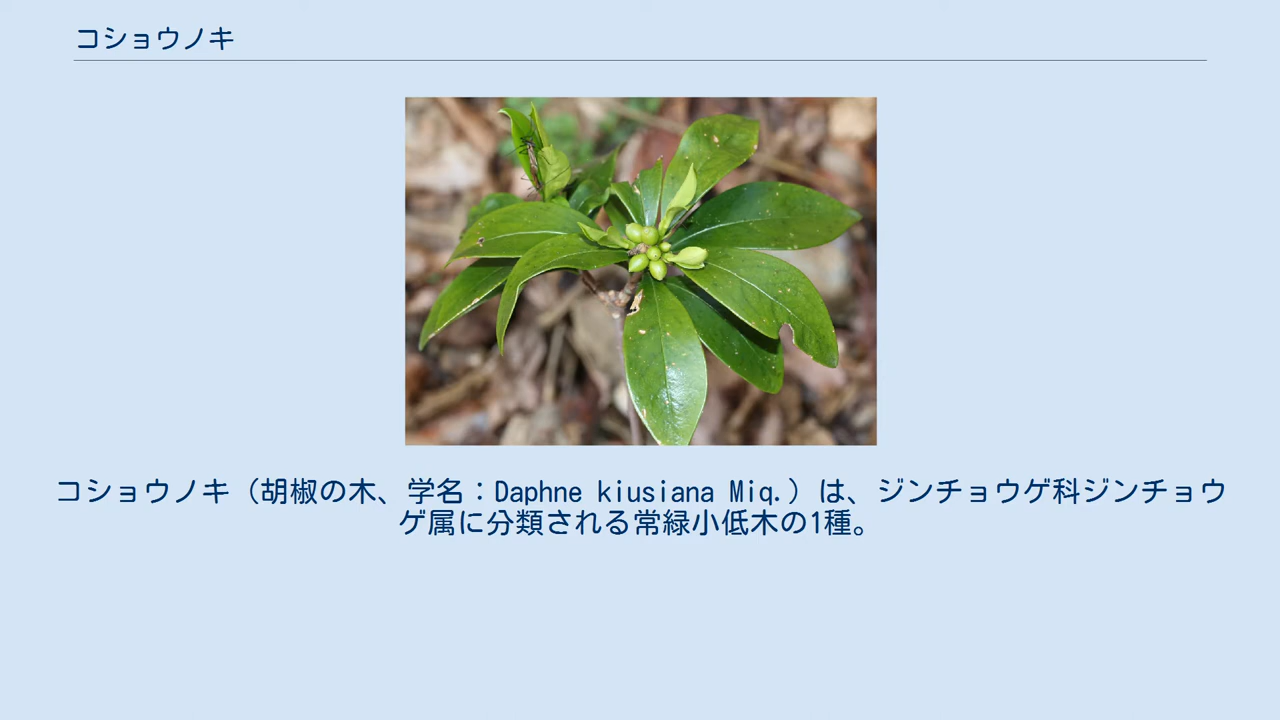 コショウノキ
コショウノキ（胡椒の木、学名：Daphne kiusiana Miq.）は、ジンチョウゲ科ジンチョウ
ゲ属に分類される常緑小低木の1種。